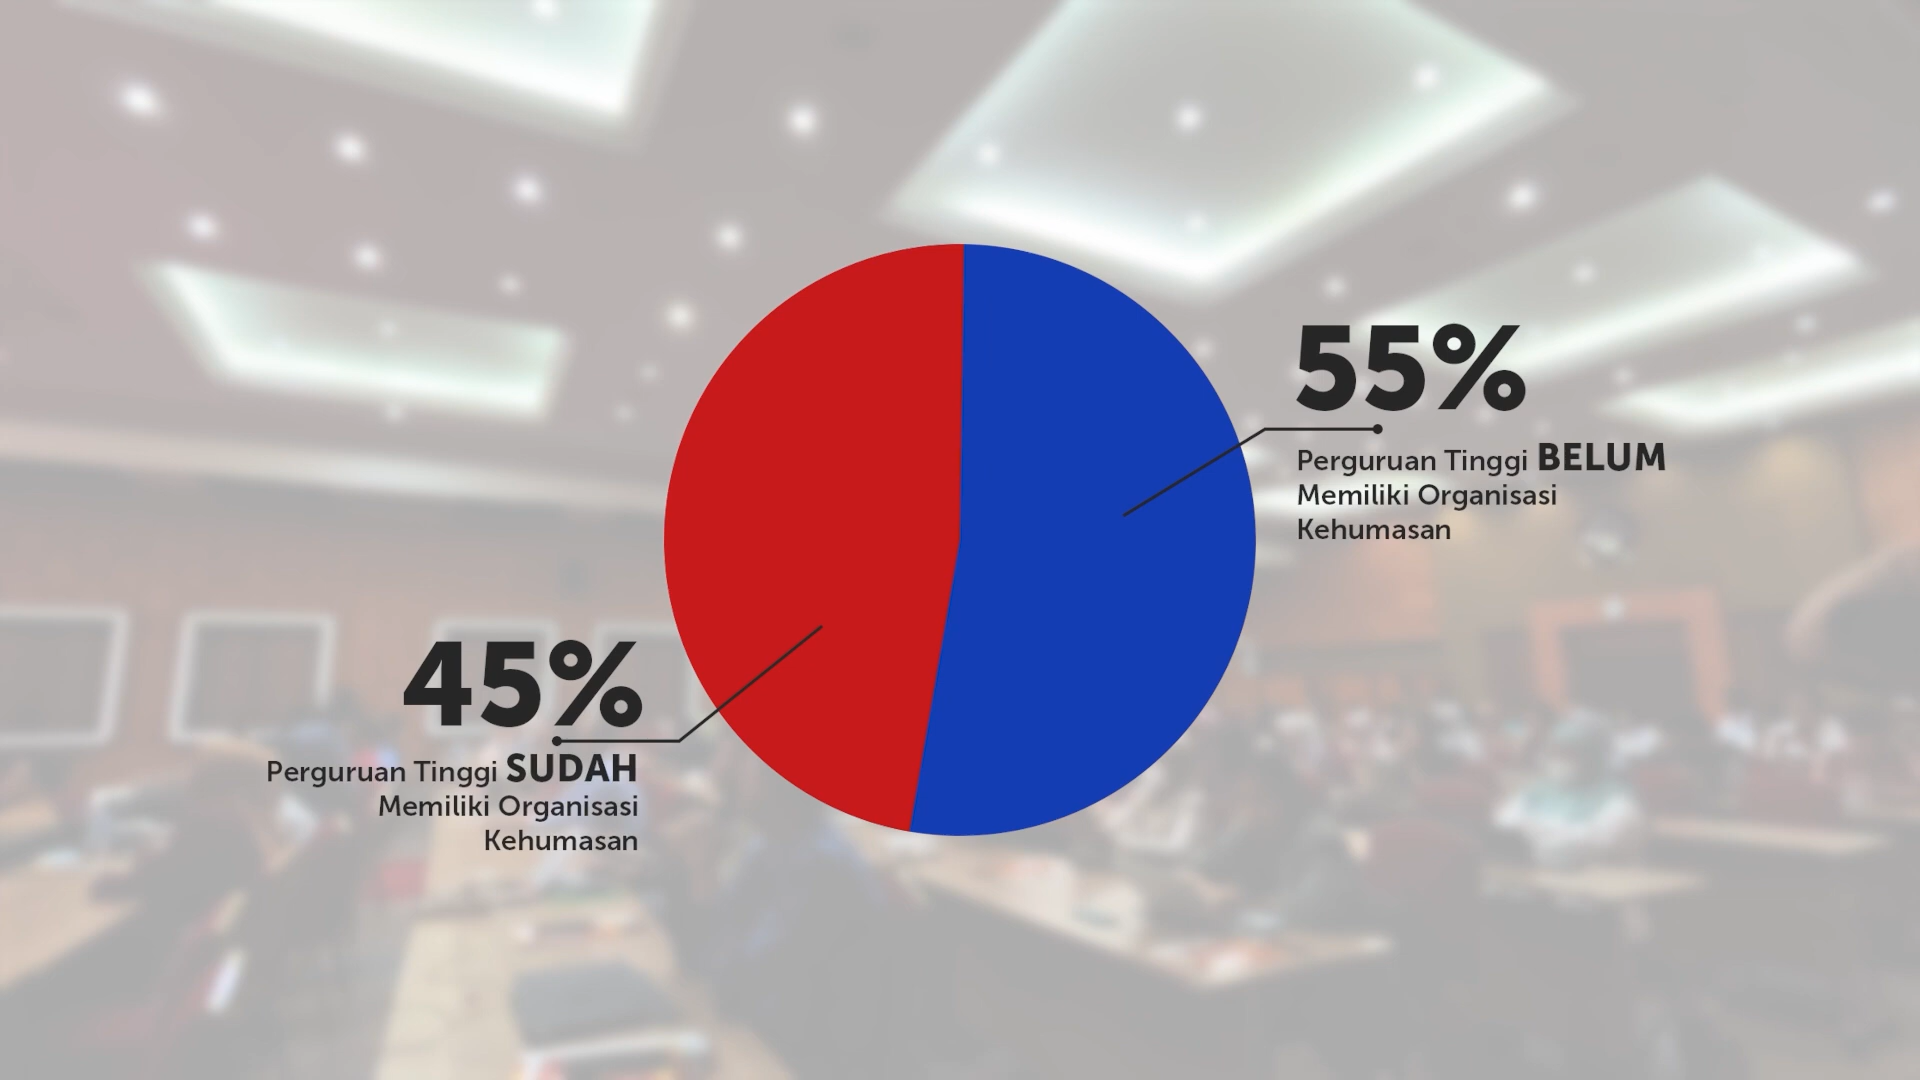 55%
Perguruan Tinggi BELUM
Memiliki Organisasi
Kehumasan
45%
Perguruan Tinggi SUDAH
Memiliki Organisasi
Kehumasan